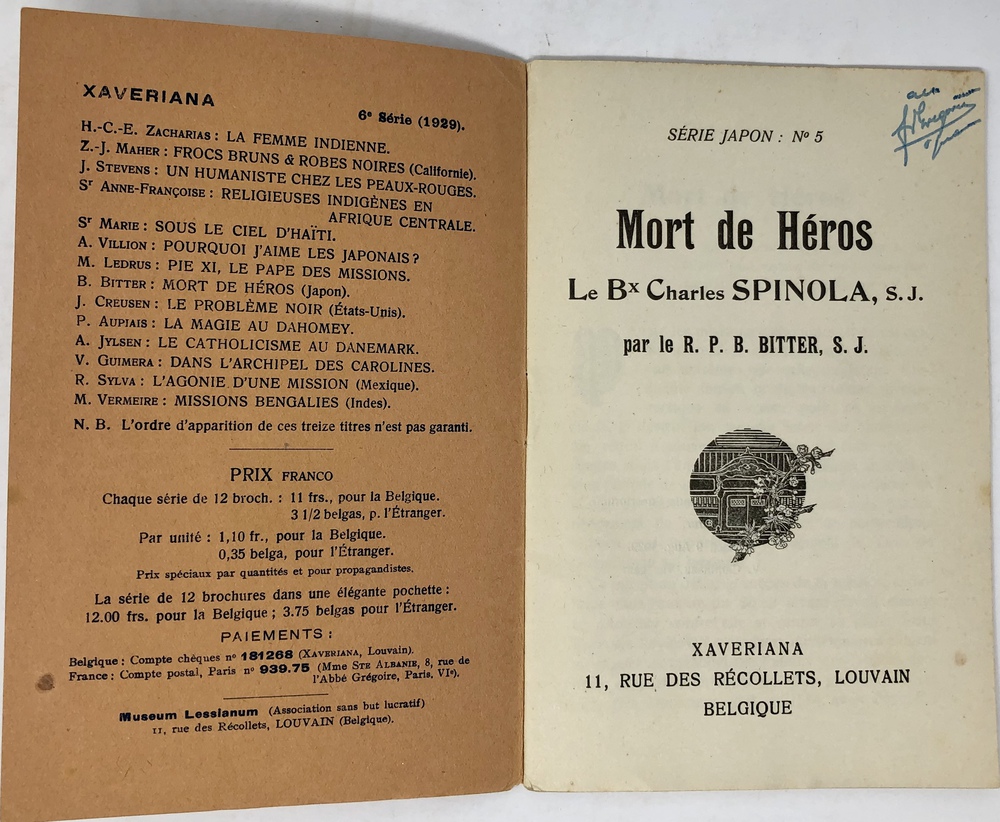 XAVERIANA
6e Série (1929).
H.-C.-E. ZACHARIAS : LA FEMME INDIENNE.
Z.-J. MAHER : FROCS BRUNS & ROBES NOIRES (Californie).
J. STEVENS : UN HUMANISTE CHEZ LES PEAUX-ROUGES.
Sr ANNE-FRANÇOISE : RELIGIEUSES INDIGÈNES EN
AFRIQUE CENTRALE.
Sr MARIE : SOUS LE CIEL D'HAÏTI.
A. VILLION : POURQUOI J'AIME LES JAPONAIS ?
M. LEDRUS : PIE XI, LE PAPE DES MISSIONS.
B. BITTER : MORT DE HÉROS (Japon).
J. CREUSEN : LE PROBLÈME NOIR (États-Unis).
P. AUPIAIS : LA MAGIE AU DAHOMEY.
A. JYLSEN : LE CATHOLICISME AU DANEMARK.
V. GUIMERA : DANS L'ARCHIPEL DES CAROLINES.
R. SYLVA : L'AGONIE D'UNE MISSION (Mexique).
M. VERMEIRE : MISSIONS BENGALIES (Indes).
N. B. L'ordre d'apparition de ces treize titres n'est pas garanti.
PRIX FRANCO
Chaque série de 12 broch. : 11 frs., pour la Belgique.
3 1/2 belgas, p. l'Étranger.
Par unité : 1,10 fr., pour la Belgique.
0,35 belga, pour l'Étranger.
Prix spéciaux par quantités et pour propagandistes.
La série de 12 brochures dans une élégante pochette :
12.00 frs. pour la Belgique ; 3.75 belgas pour l'Étranger.
PAIEMENTS :
Belgique : Compte chéques no 181268 (XAVERIANA, Louvain).
France : Compte postal, Paris no 939.75 (Mme STE ALBANIE, 8, rue de
l'Abbé Grégoire, Paris, VIe).
Museum Lessianum (Association sans but lucratif)
11, rue des Récollets, LOUVAIN (Belgique).
SÉRIE JAPON : No 5
Mort de Héros
Le Bx Charles SPINOLA, S. J.
par le R. P. B. BITTER, S. J.
XAVERIANA
11, RUE DES RÉCOLLETS, LOUVAIN
BELGIQUE